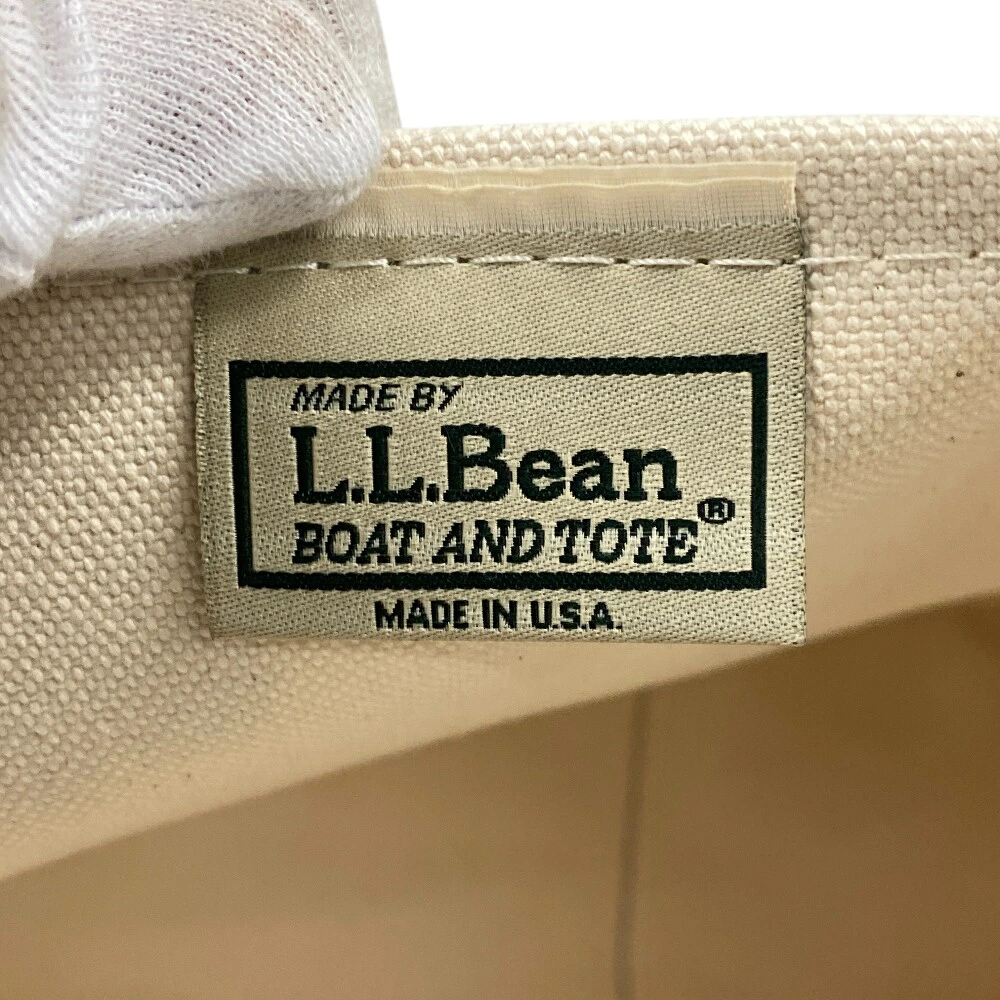 MADE BY
L.L.Bean
BOAT AND TOTE®
MADE IN U.S.A.